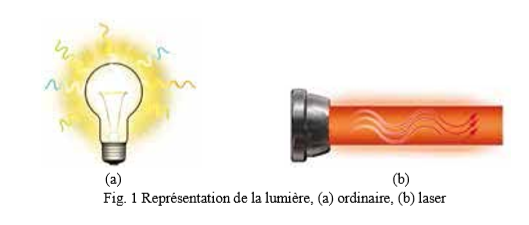 (a) (b)
Fig. 1 Représentation de la lumière, (a) ordinaire, (b) laser